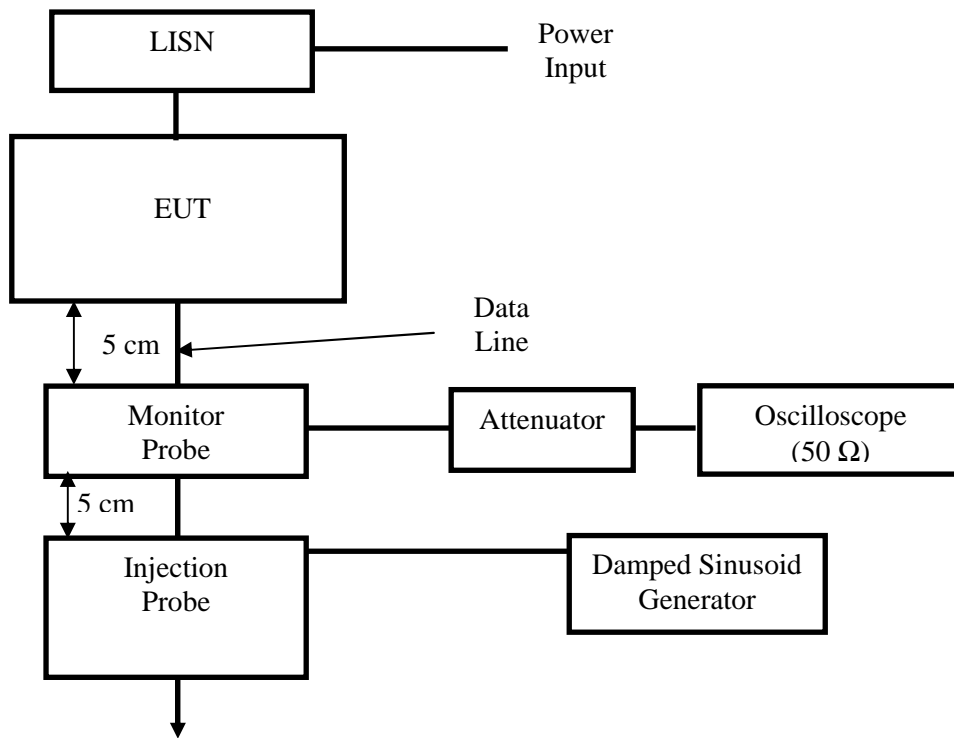 LISN
Power
Input
EUT
5 cm
Data
Line
Monitor
Probe
Attenuator
Oscilloscope
(50 Ω)
5 cm
Injection
Probe
Damped Sinusoid
Generator